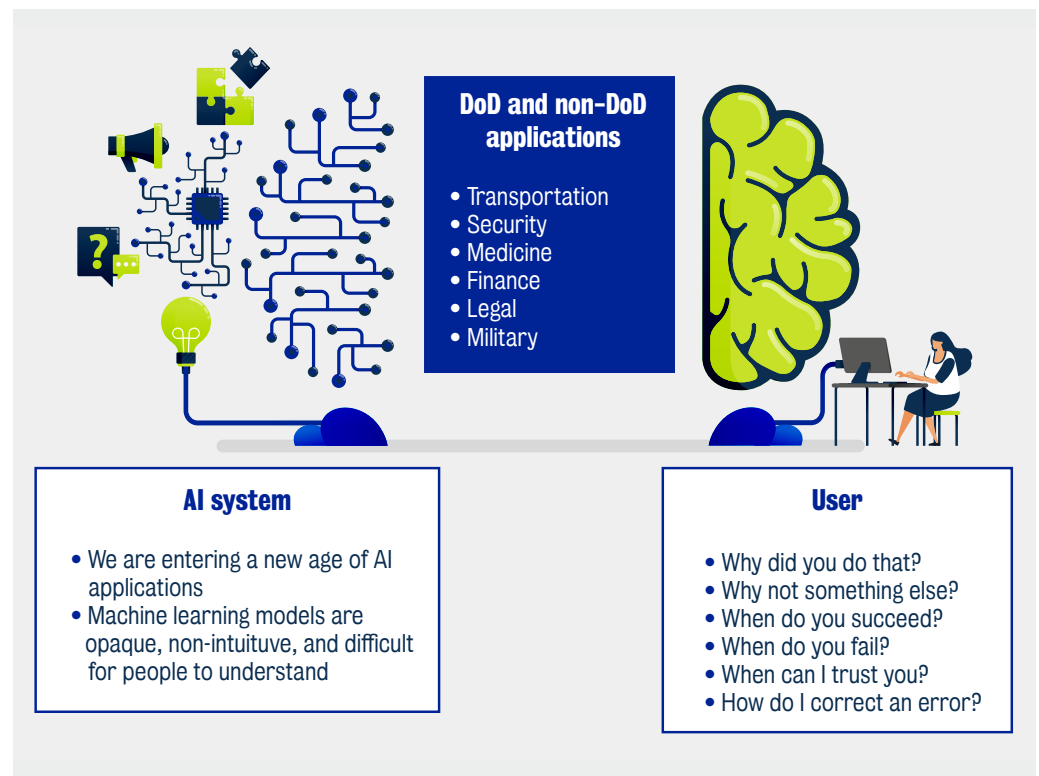 DoD and non-DoD
applications
• Transportation
• Security
• Medicine
• Finance
• Legal
• Military
?
AI system
• We are entering a new age of AI
applications
• Machine learning models are
opaque, non-intuituve, and difficult
for people to understand
User
• Why did you do that?
• Why not something else?
• When do you succeed?
• When do you fail?
• When can I trust you?
• How do I correct an error?